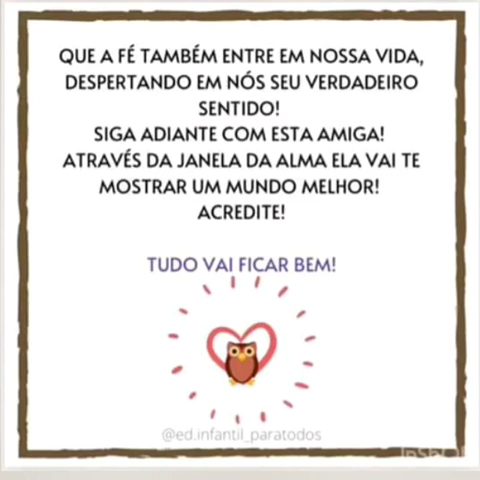 QUE A FÉ TAMBÉM ENTRE EM NOSSA VIDA,
DESPERTANDO EM NÓS SEU VERDADEIRO
SENTIDO!
SIGA ADIANTE COM ESTA AMIGA!
ATRAVÉS DA JANELA DA ALMA ELA VAI TE
MOSTRAR UM MUNDO MELHOR!
ACREDITE!
TUDO VAI FICAR BEM!
@ed.infantil_paratodos